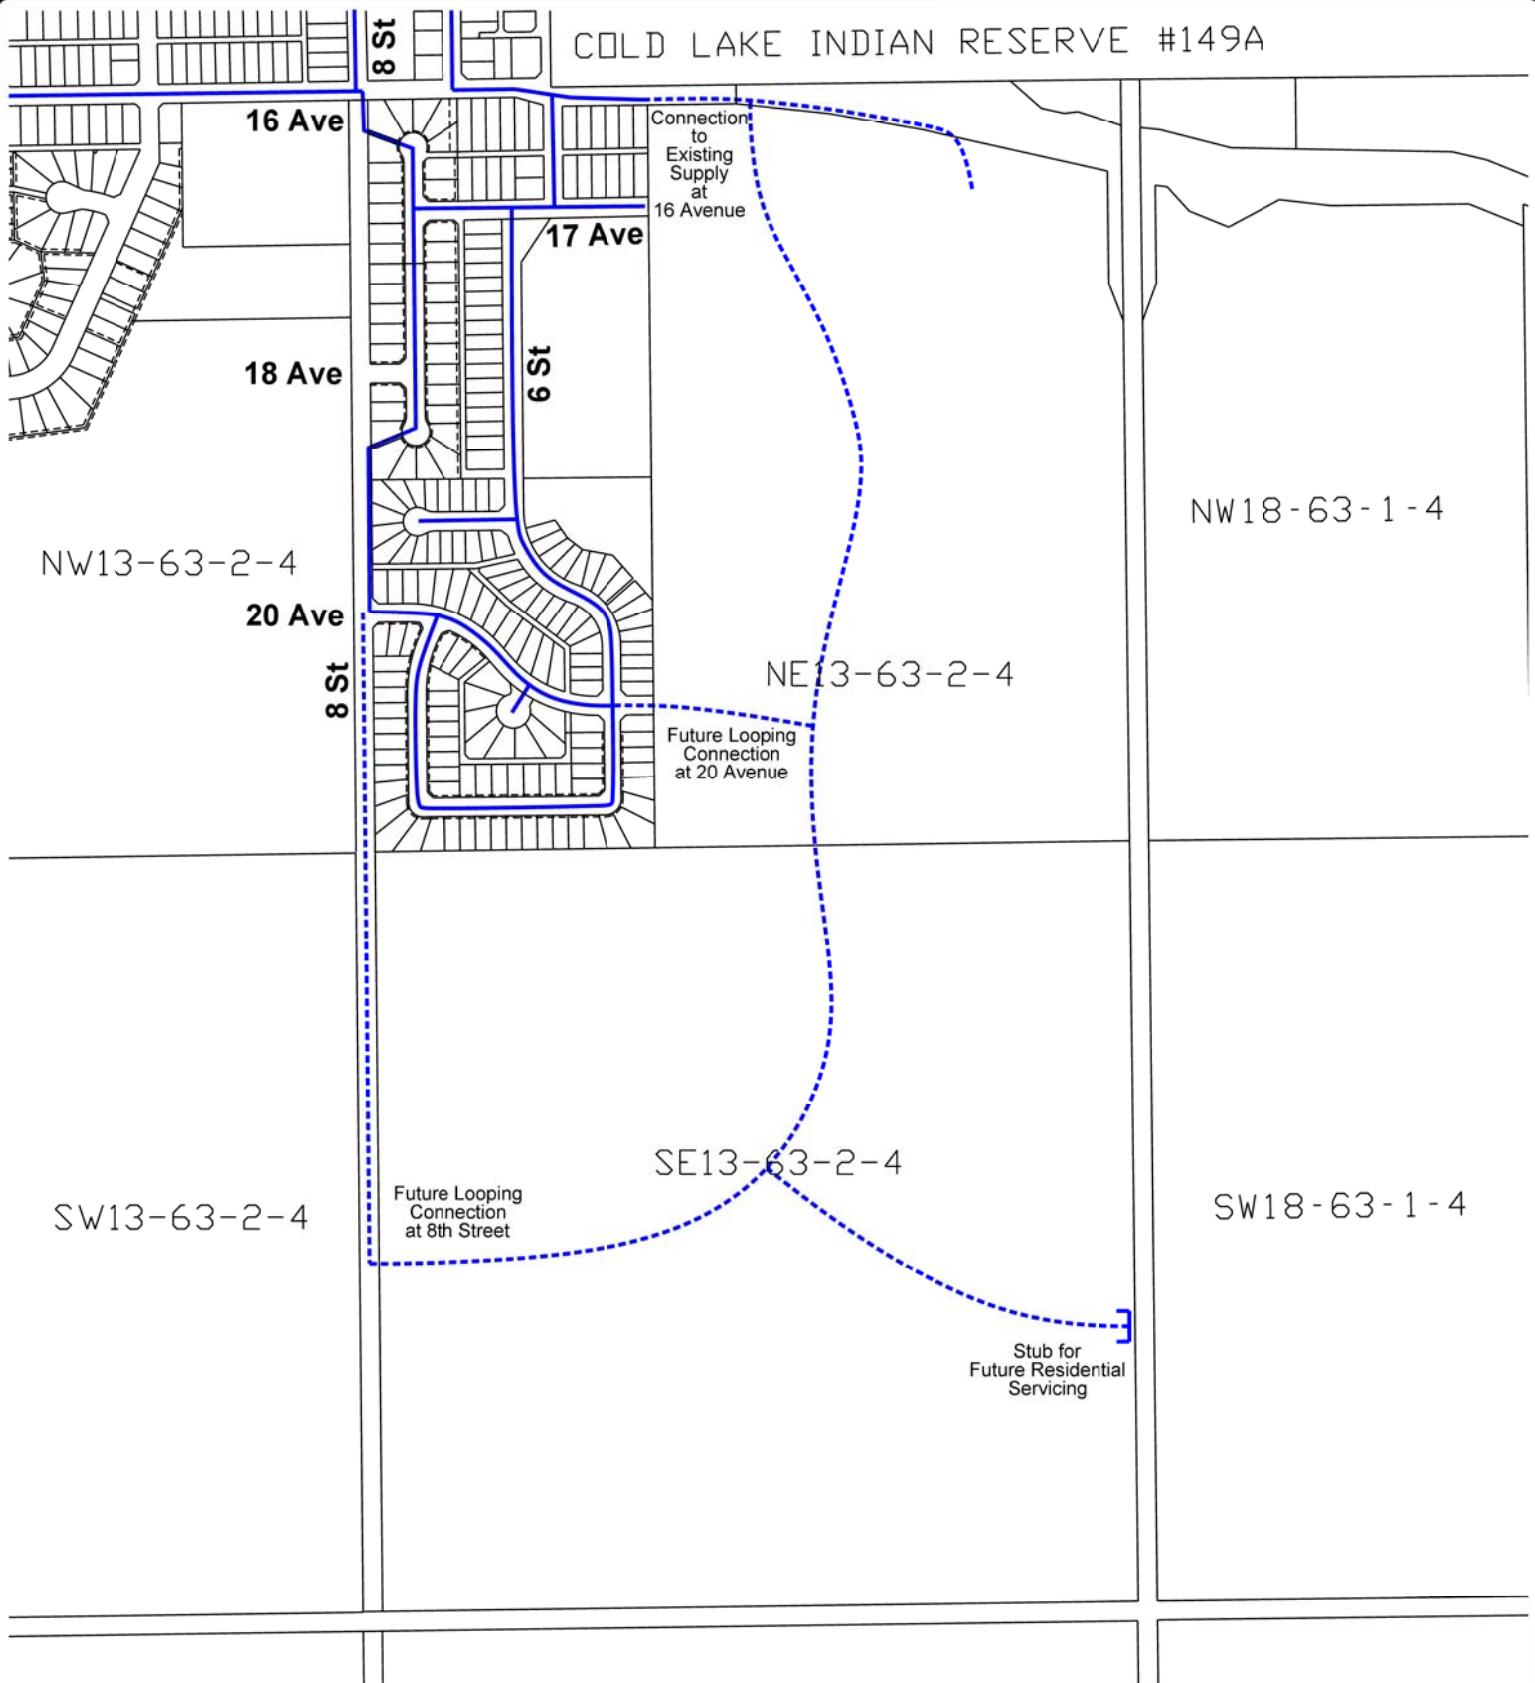 8 St
COLD LAKE INDIAN RESERVE #149A
16 Ave
Connection
to
Existing
Supply
at
16 Avenue
17 Ave
18 Ave
6 St
NW18-63-1-4
NW13-63-2-4
20 Ave
8 St
NE13-63-2-4
Future Looping
Connection
at 20 Avenue
SE13-63-2-4
Future Looping
Connection
at 8th Street
SW13-63-2-4
SW18-63-1-4
Stub for
Future Residential
Servicing